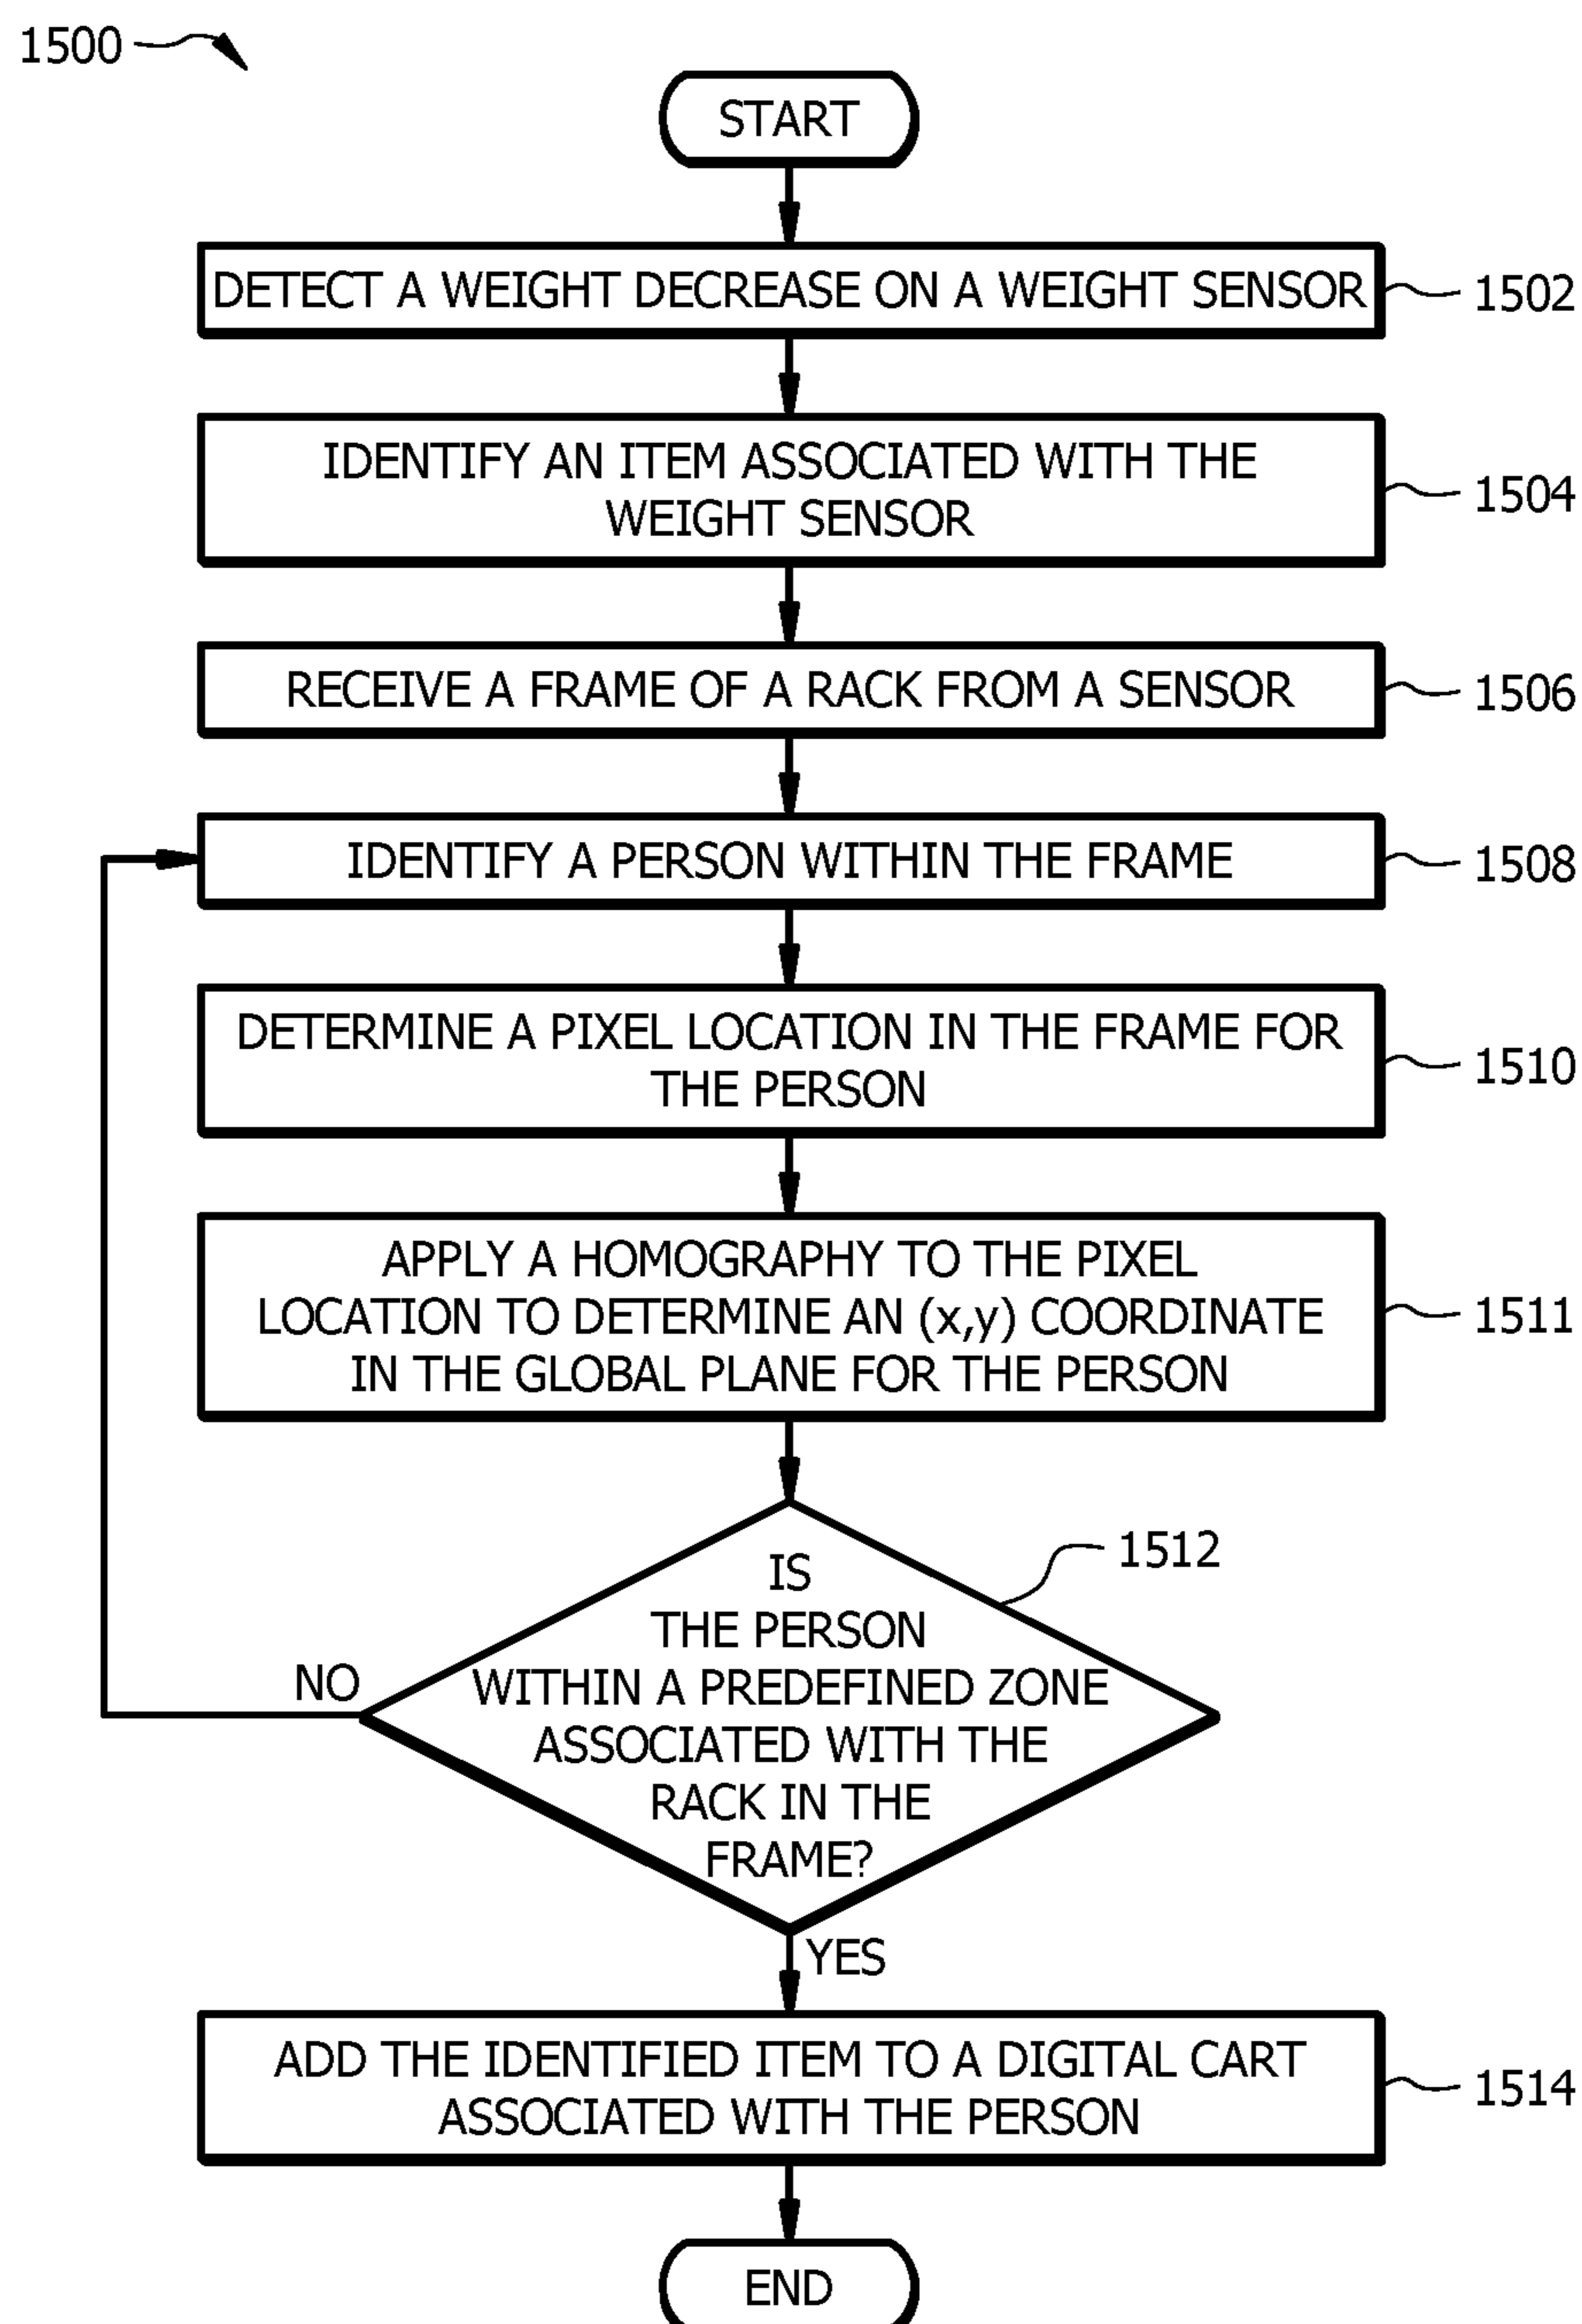 1500
START
DETECT A WEIGHT DECREASE ON A WEIGHT SENSOR
1502
IDENTIFY AN ITEM ASSOCIATED WITH THE
WEIGHT SENSOR
1504
RECEIVE A FRAME OF A RACK FROM A SENSOR
1506
IDENTIFY A PERSON WITHIN THE FRAME
1508
DETERMINE A PIXEL LOCATION IN THE FRAME FOR
THE PERSON
1510
APPLY A HOMOGRAPHY TO THE PIXEL
LOCATION TO DETERMINE AN (x,y) COORDINATE
IN THE GLOBAL PLANE FOR THE PERSON
1511
IS
THE PERSON
WITHIN A PREDEFINED ZONE
ASSOCIATED WITH THE
RACK IN THE
FRAME?
1512
NO
YES
ADD THE IDENTIFIED ITEM TO A DIGITAL CART
ASSOCIATED WITH THE PERSON
1514
END